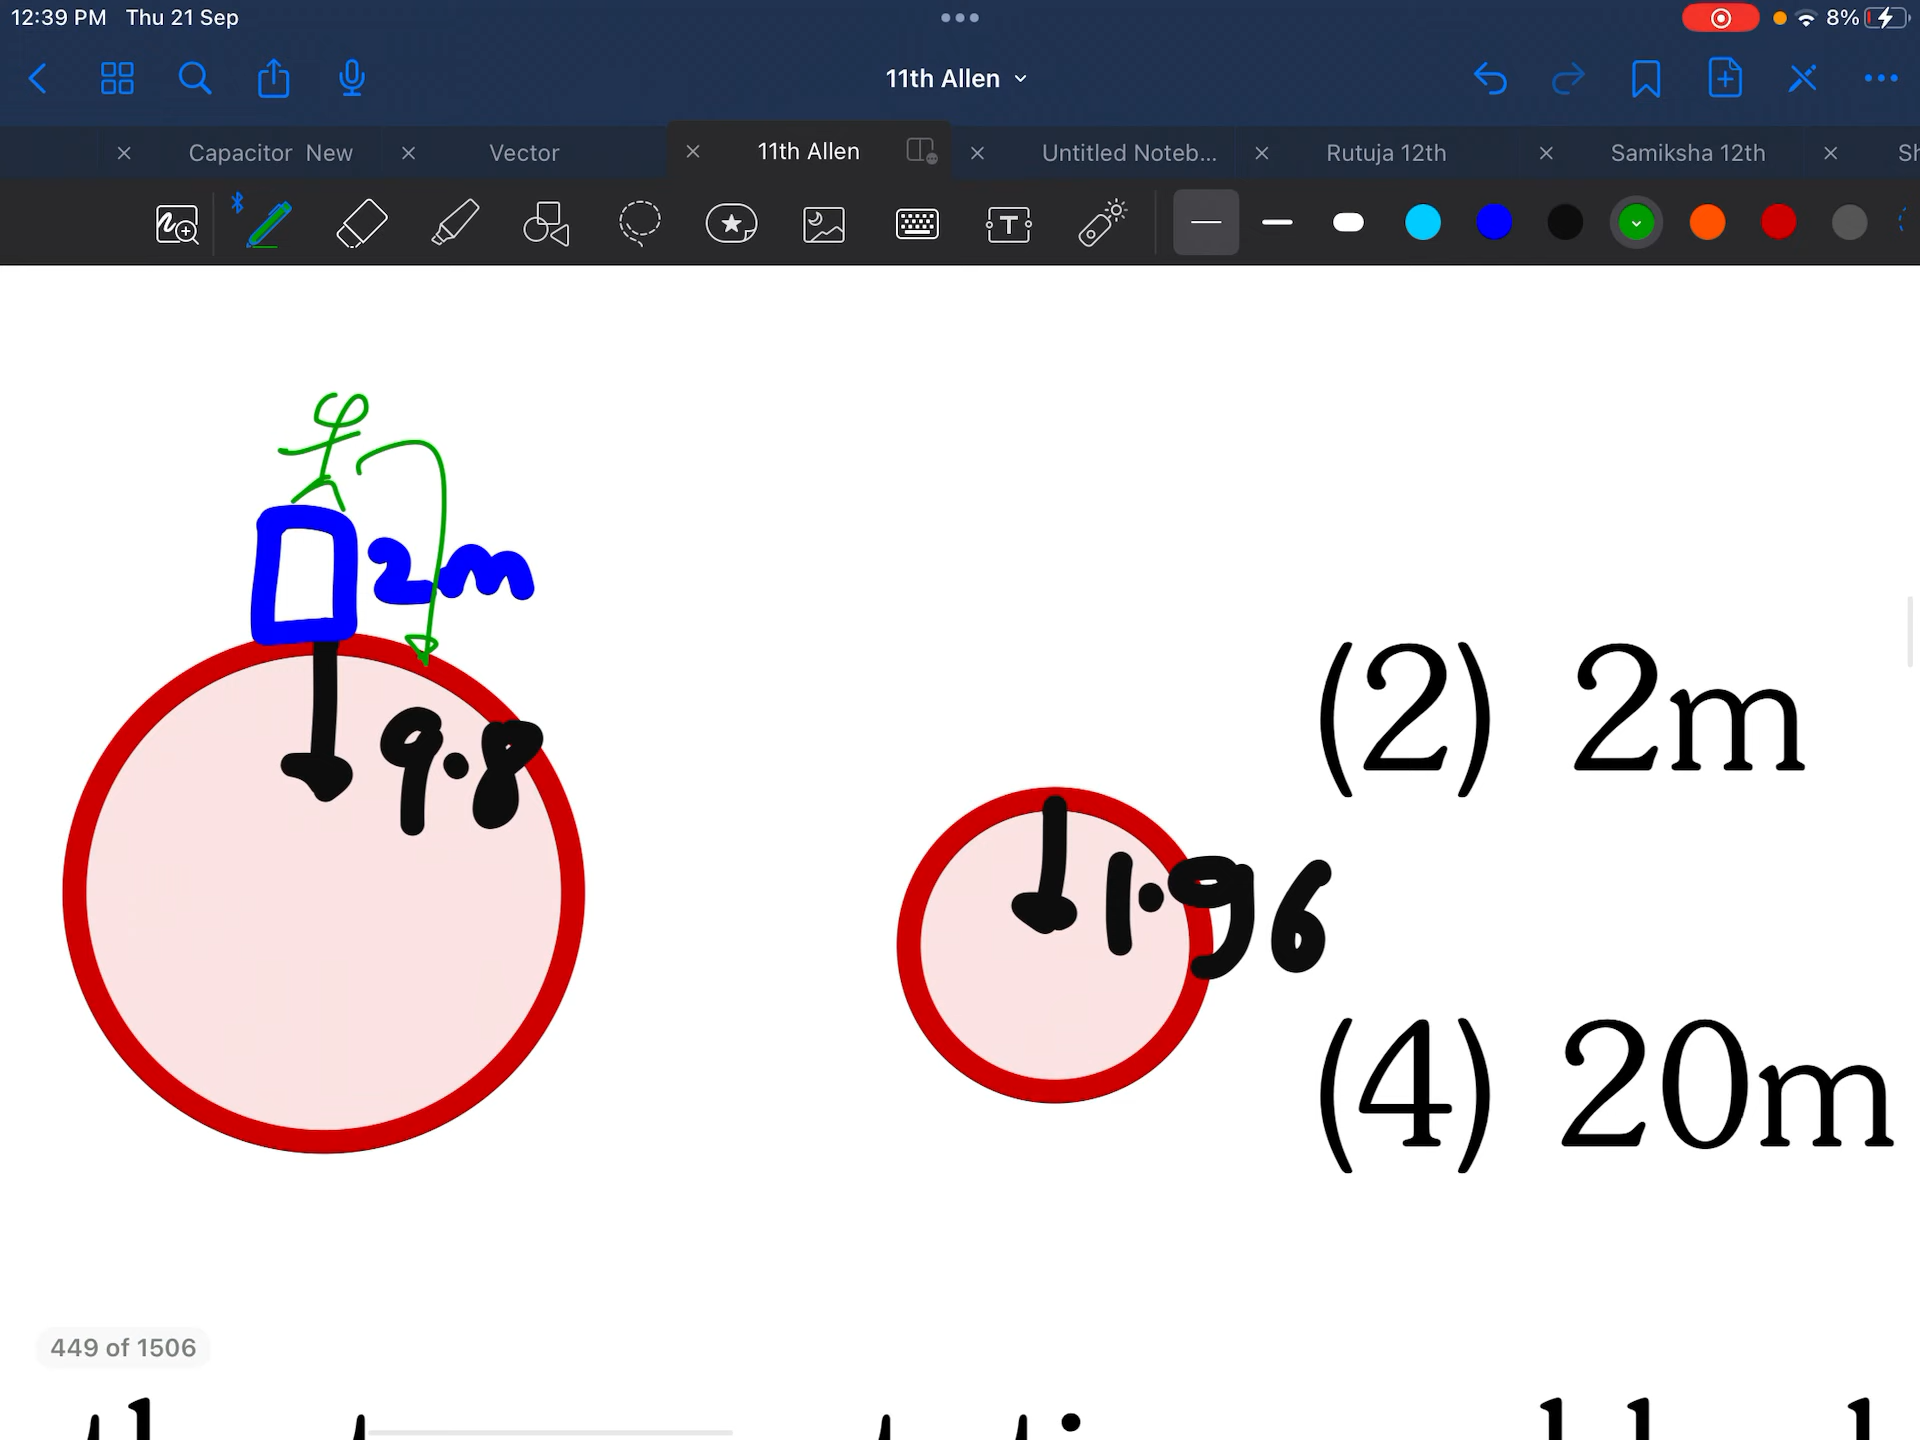 12:39 PM Thu 21 Sep
8%
11th Allen
Capacitor New
Vector
11th Allen
Untitled Noteb...
Rutuja 12th
Samiksha 12th
Sh
T
2m
9.8
(2) 2m
1.96
(4) 20m
449 of 1506